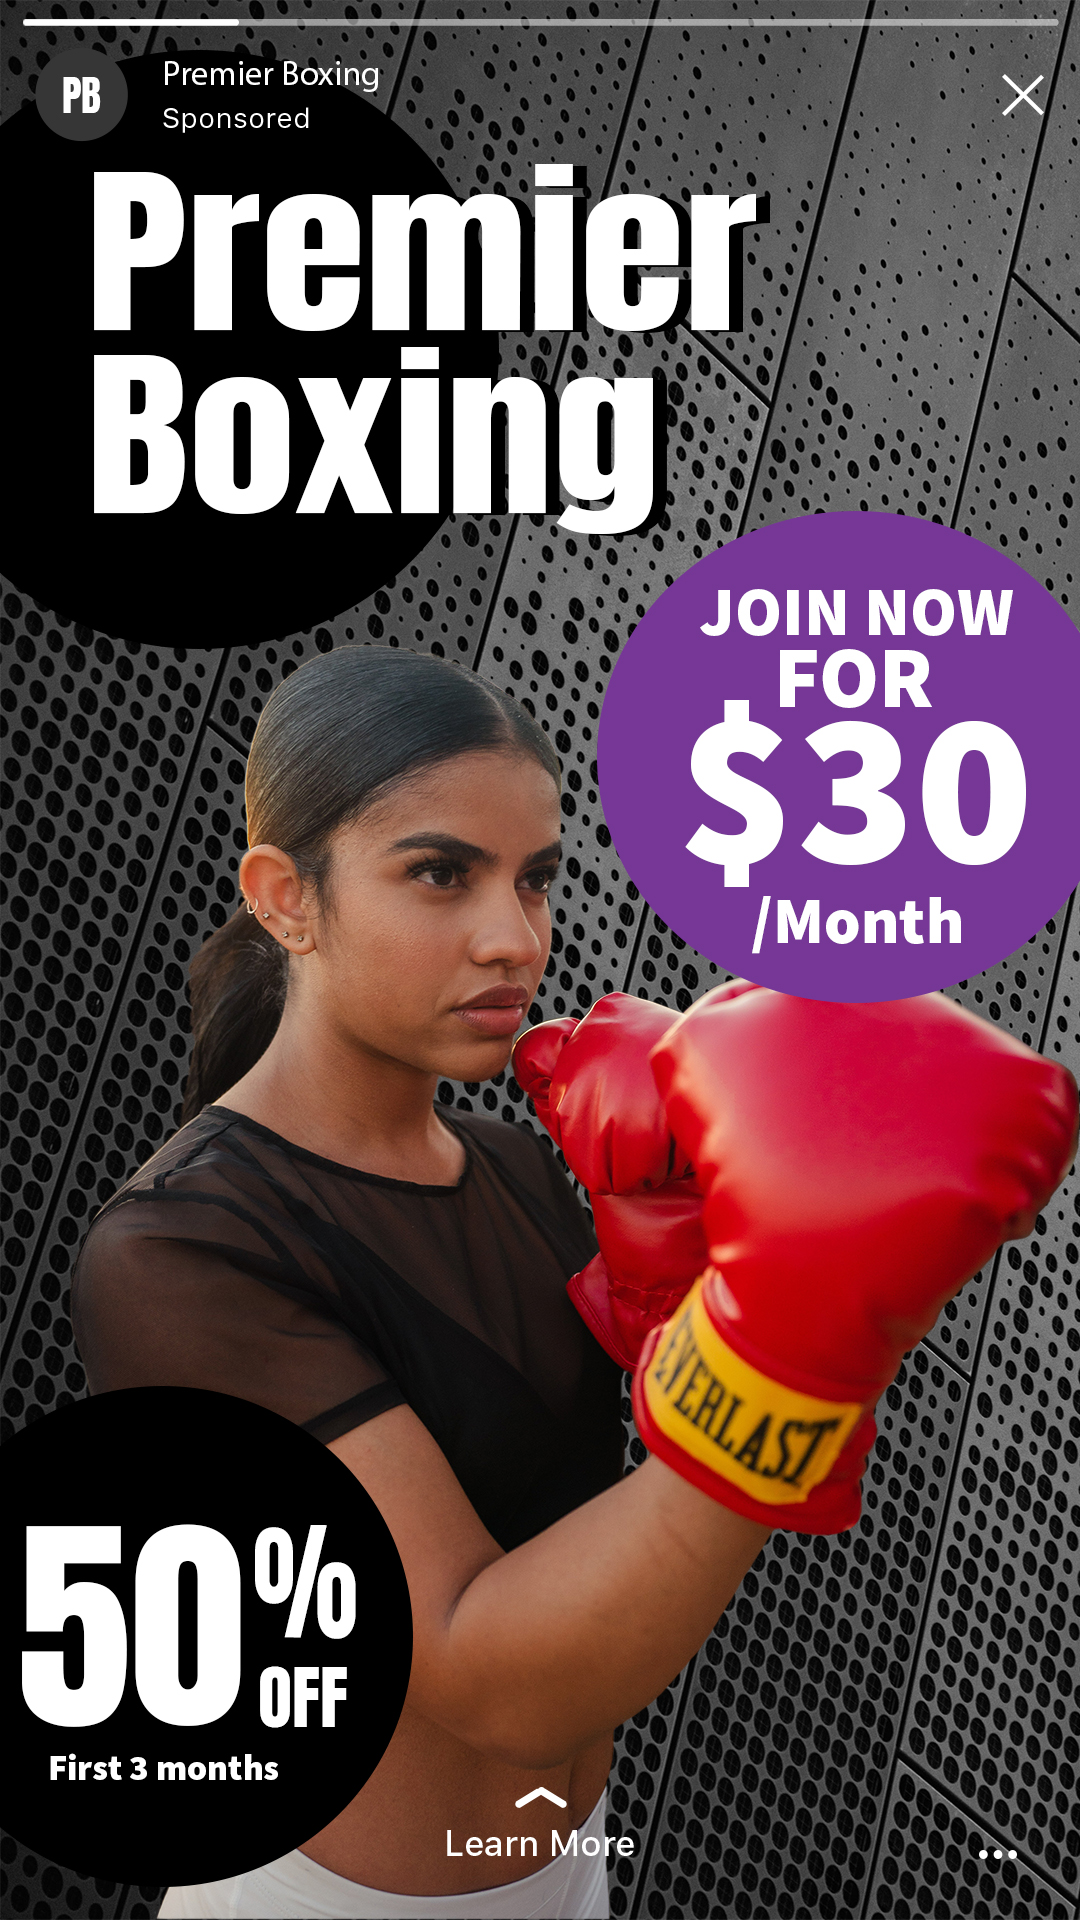 PB
Premier Boxing
Sponsored
Premier
Boxing
JOIN NOW
FOR
$30
/Month
EVERLAST
50%
OFF
First 3 months
Learn More